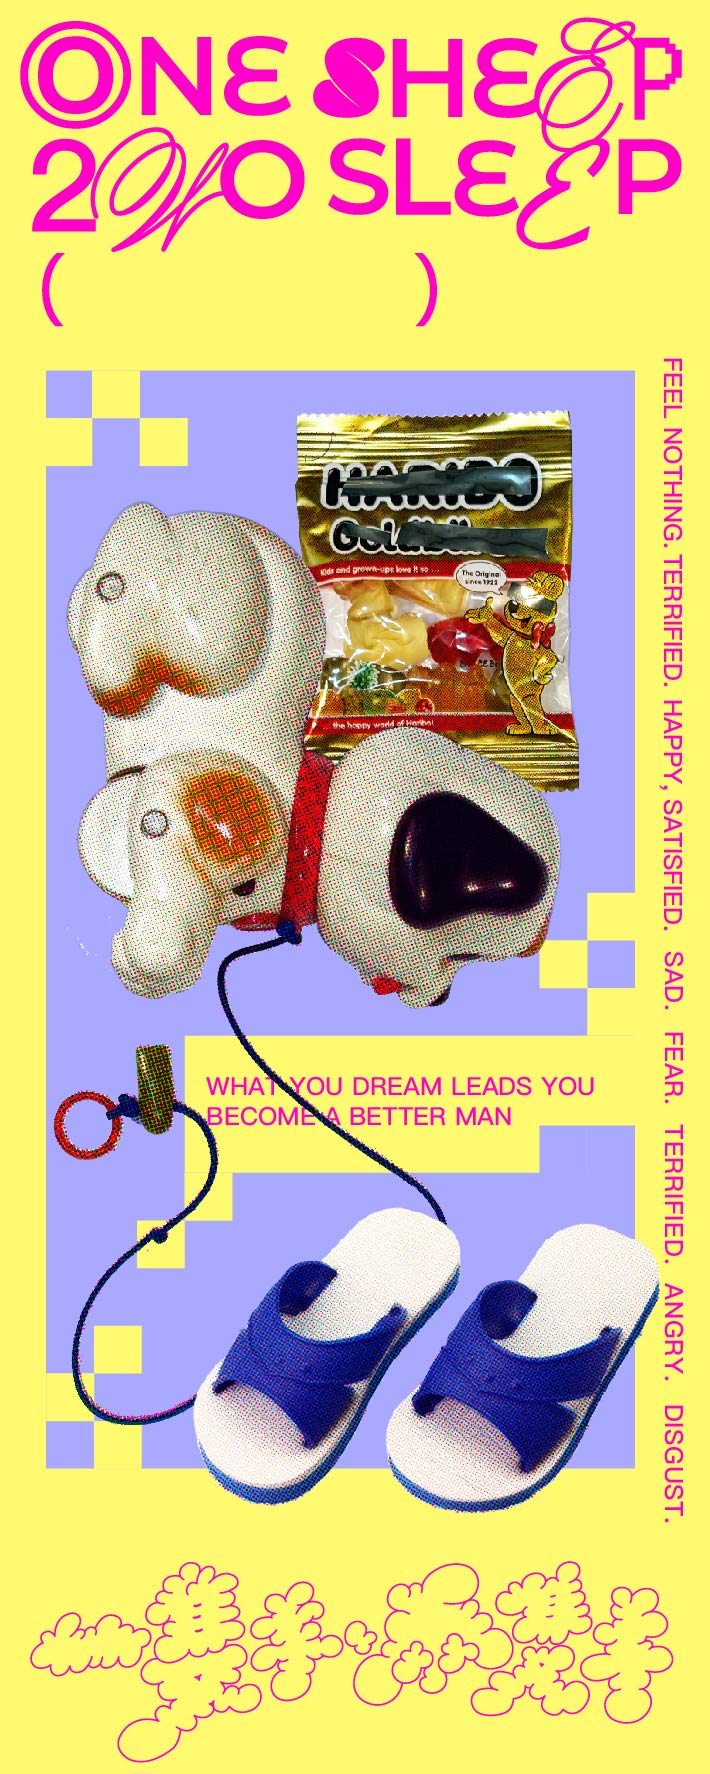 ONE SHEEP
2WO SLEEP
( )
FEEL NOTHING. TERRIFIED. HAPPY, SATISFIED. SAD. FEAR. TERRIFIED. ANGRY. DISGUST.
HARIBO
Kids and grown-ups love it so ...
The Original
since 1922
the happy world of Haribo!
WHAT YOU DREAM LEADS YOU
BECOME A BETTER MAN